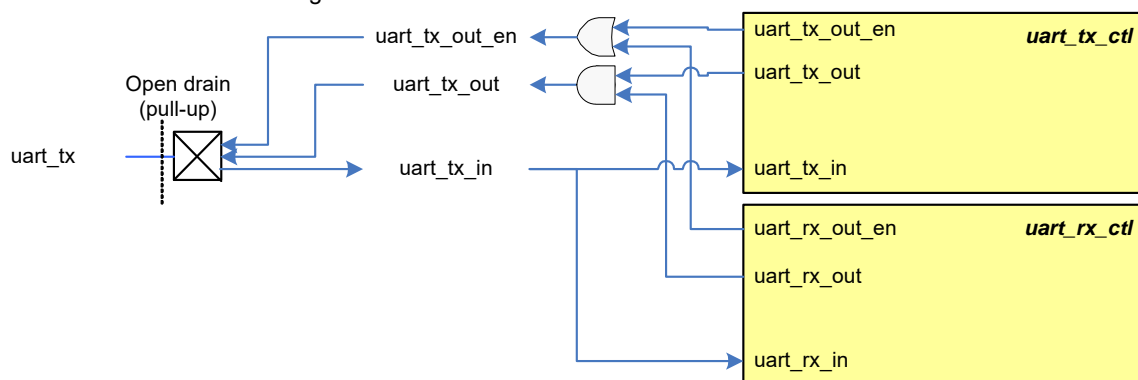 uart_tx_out_en
uart_tx_out_en
uart_tx_ctl
uart_tx_out
uart_tx_out
Open drain
(pull-up)
uart_tx
uart_tx_in
uart_tx_in
uart_rx_out_en
uart_rx_ctl
uart_rx_out
uart_rx_in